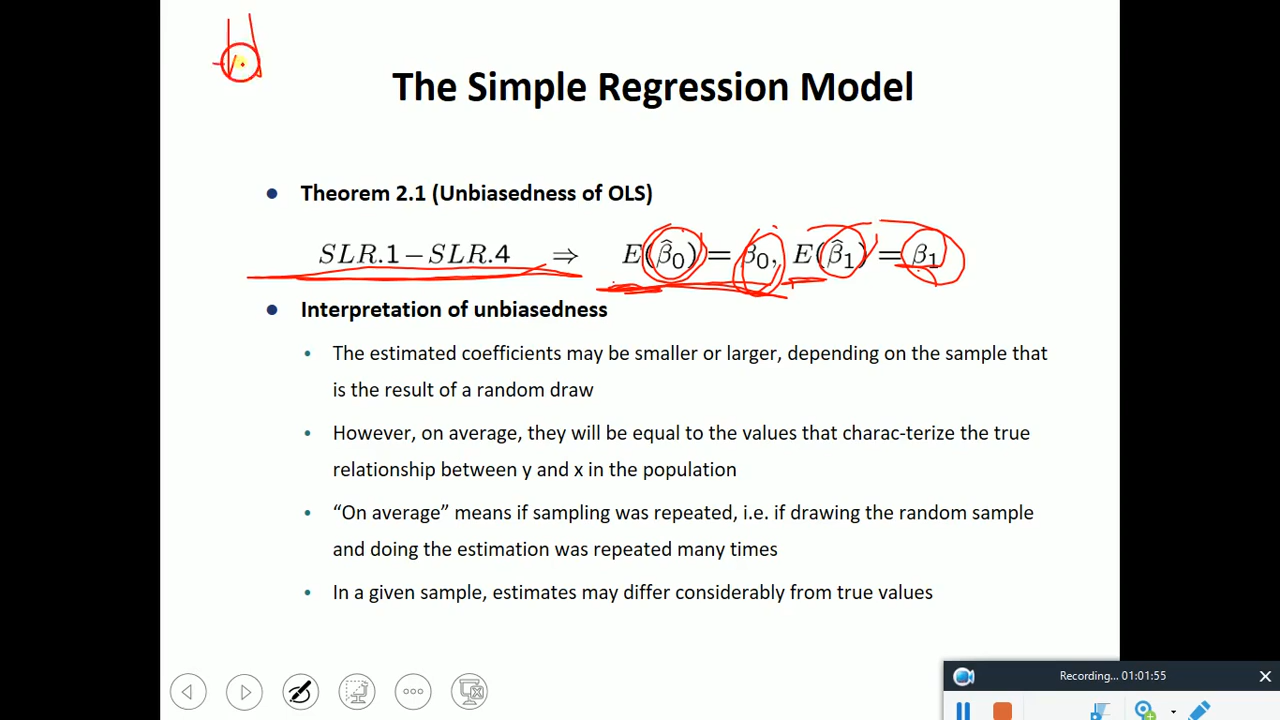 The Simple Regression Model
Theorem 2.1 (Unbiasedness of OLS)
SLR.1−SLR.4 ⇒ E(β̂₀) = β₀, E(β̂₁) = β₁
Interpretation of unbiasedness
The estimated coefficients may be smaller or larger, depending on the sample that
is the result of a random draw
However, on average, they will be equal to the values that charac-terize the true
relationship between y and x in the population
“On average” means if sampling was repeated, i.e. if drawing the random sample
and doing the estimation was repeated many times
In a given sample, estimates may differ considerably from true values
Recording... 01:01:55